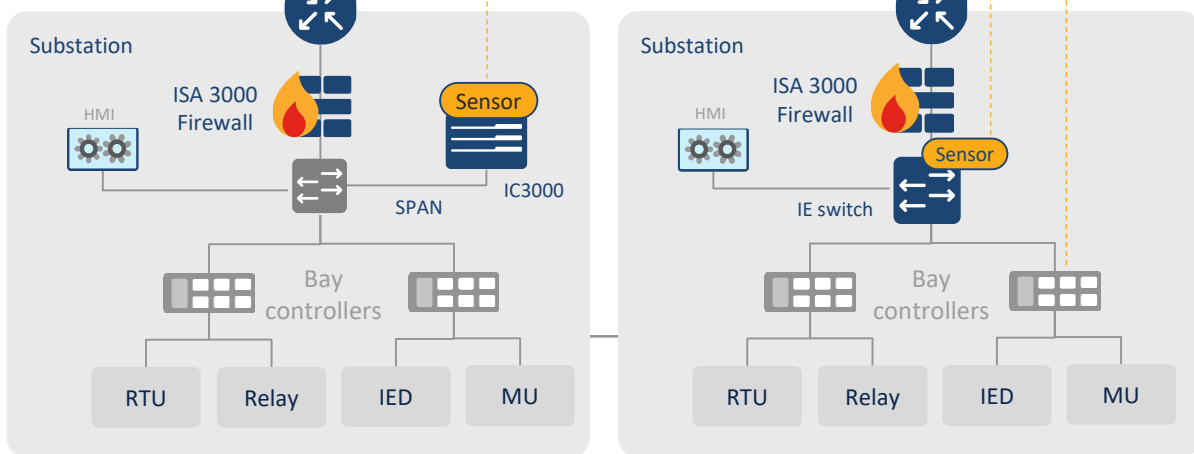 Substation
ISA 3000
Firewall
Sensor
HMI
IC3000
SPAN
Bay
controllers
RTU
Relay
IED
MU
Substation
ISA 3000
Firewall
HMI
Sensor
IE switch
Bay
controllers
RTU
Relay
IED
MU